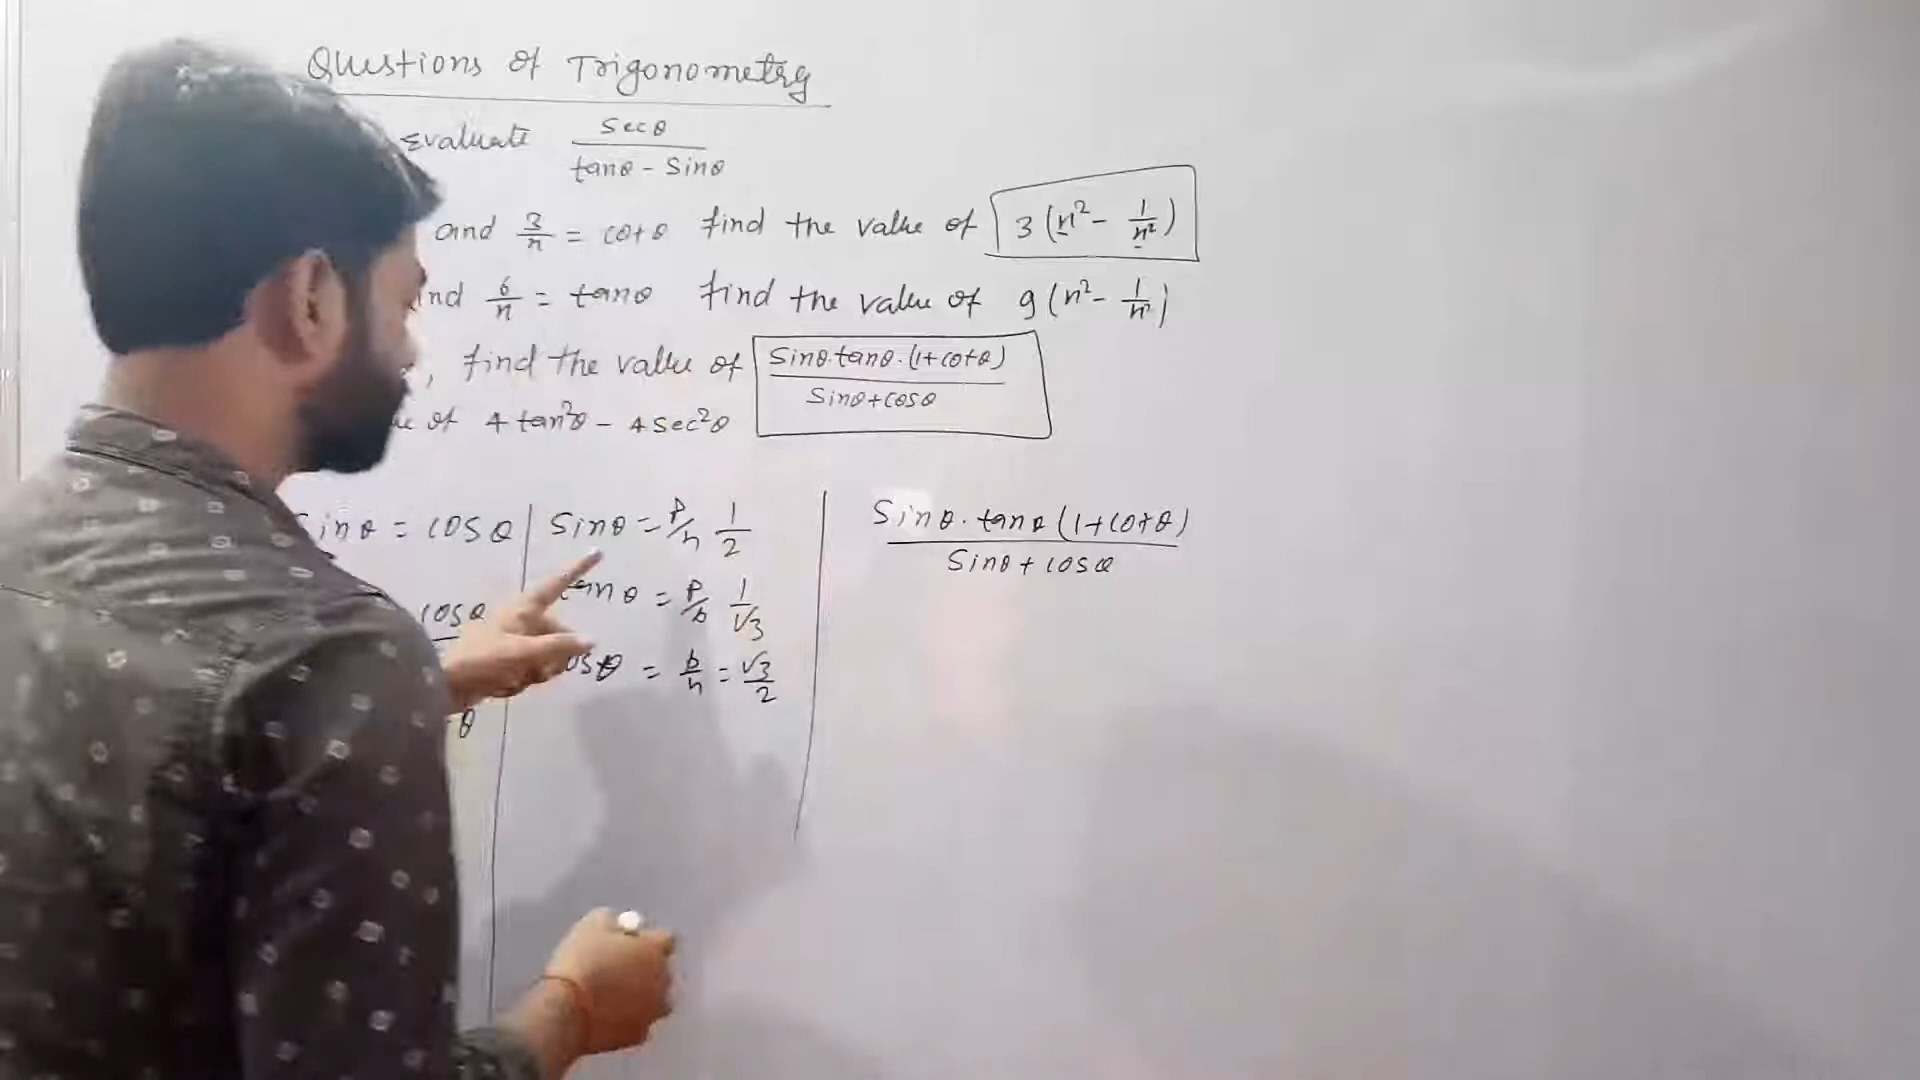 Questions of Trigonometry
Evaluate secθ / tanθ - sinθ
and 3/n = cotθ find the value of 3 (n² - 1/n²)
and 6/n = tanθ find the value of 9 (n² - 1/n²)
, find the value of sinθ.tanθ.(1+cotθ) / sinθ+cosθ
of 4 tan²θ - 4 sec²θ
sinθ = cosθ
cosθ
θ
sinθ = P/h 1/2
tanθ = P/b 1/√3
cosθ = b/h = √3/2
sinθ.tanθ (1+cotθ) / sinθ + cosθ